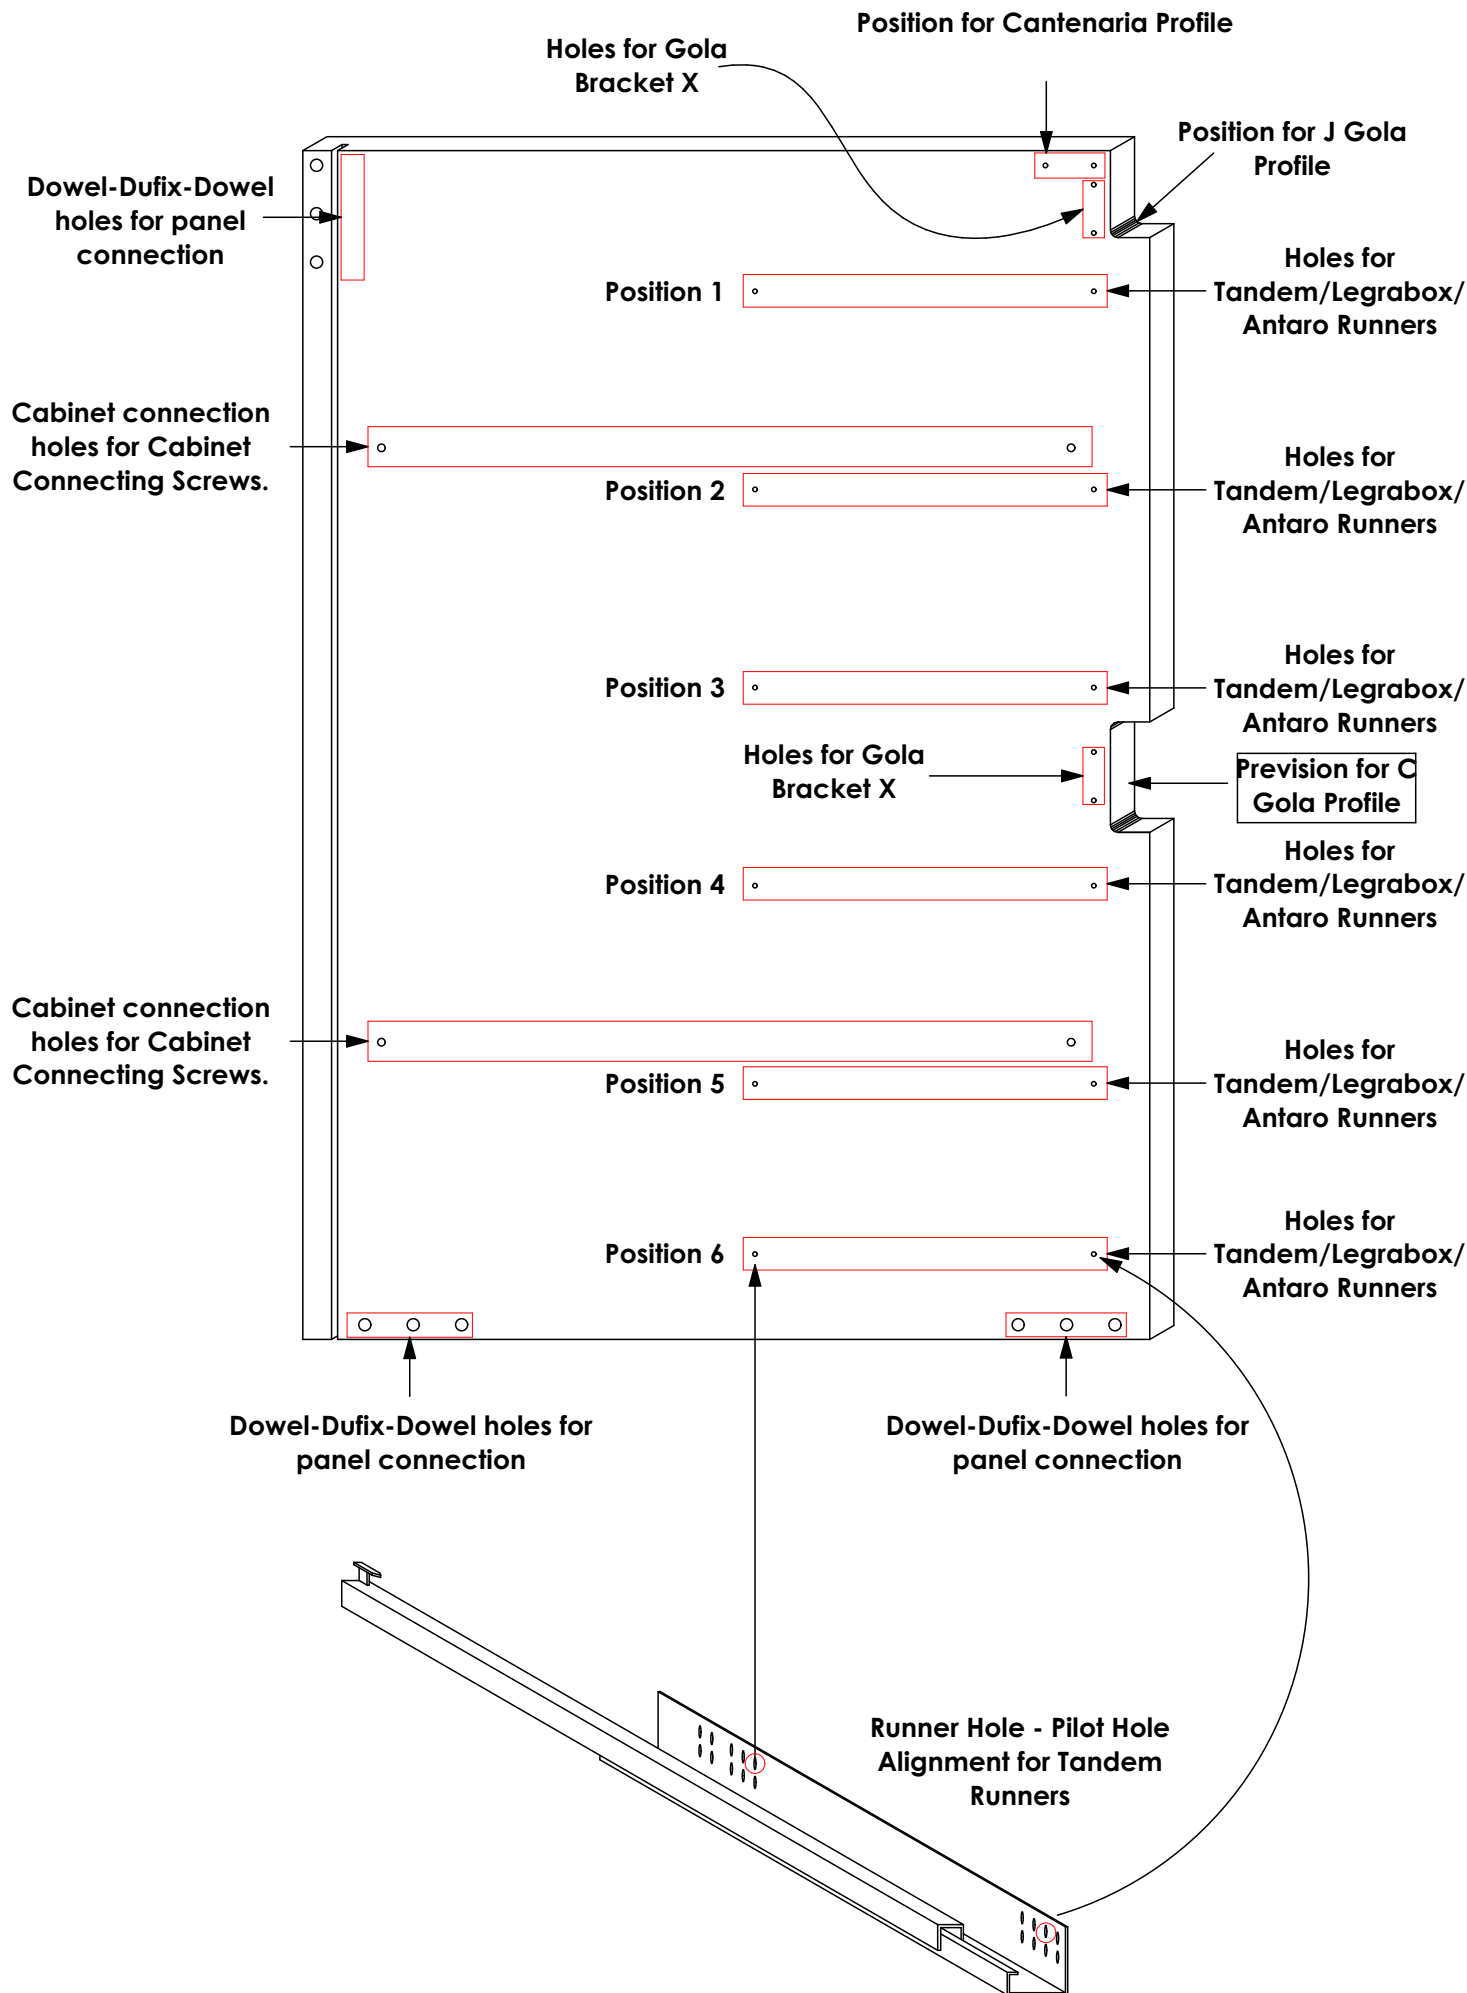 Position for Cantenaria Profile
Holes for Gola
Bracket X
Position for J Gola
Profile
Dowel-Dufix-Dowel
holes for panel
connection
Position 1
Holes for
Tandem/Legrabox/
Antaro Runners
Cabinet connection
holes for Cabinet
Connecting Screws.
Position 2
Holes for
Tandem/Legrabox/
Antaro Runners
Position 3
Holes for
Tandem/Legrabox/
Antaro Runners
Holes for Gola
Bracket X
Prevision for C
Gola Profile
Position 4
Holes for
Tandem/Legrabox/
Antaro Runners
Cabinet connection
holes for Cabinet
Connecting Screws.
Position 5
Holes for
Tandem/Legrabox/
Antaro Runners
Position 6
Holes for
Tandem/Legrabox/
Antaro Runners
Dowel-Dufix-Dowel holes for
panel connection
Dowel-Dufix-Dowel holes for
panel connection
Runner Hole - Pilot Hole
Alignment for Tandem
Runners